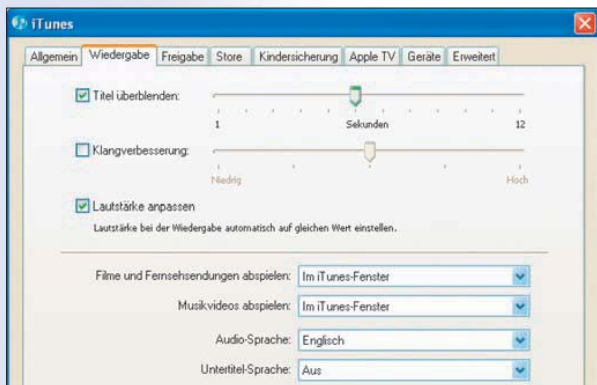 iTunes
Allgemein Wiedergabe Freigabe Store Kindersicherung Apple TV Geräte Erweitert
Titel überblenden:
1 Sekunden 12
Klangverbesserung:
Niedrig Hoch
Lautstärke anpassen
Lautstärke bei der Wiedergabe automatisch auf gleichen Wert einstellen.
Filme und Fernsehsendungen abspielen: Im iTunes-Fenster
Musikvideos abspielen: Im iTunes-Fenster
Audio-Sprache: Englisch
Untertitel-Sprache: Aus